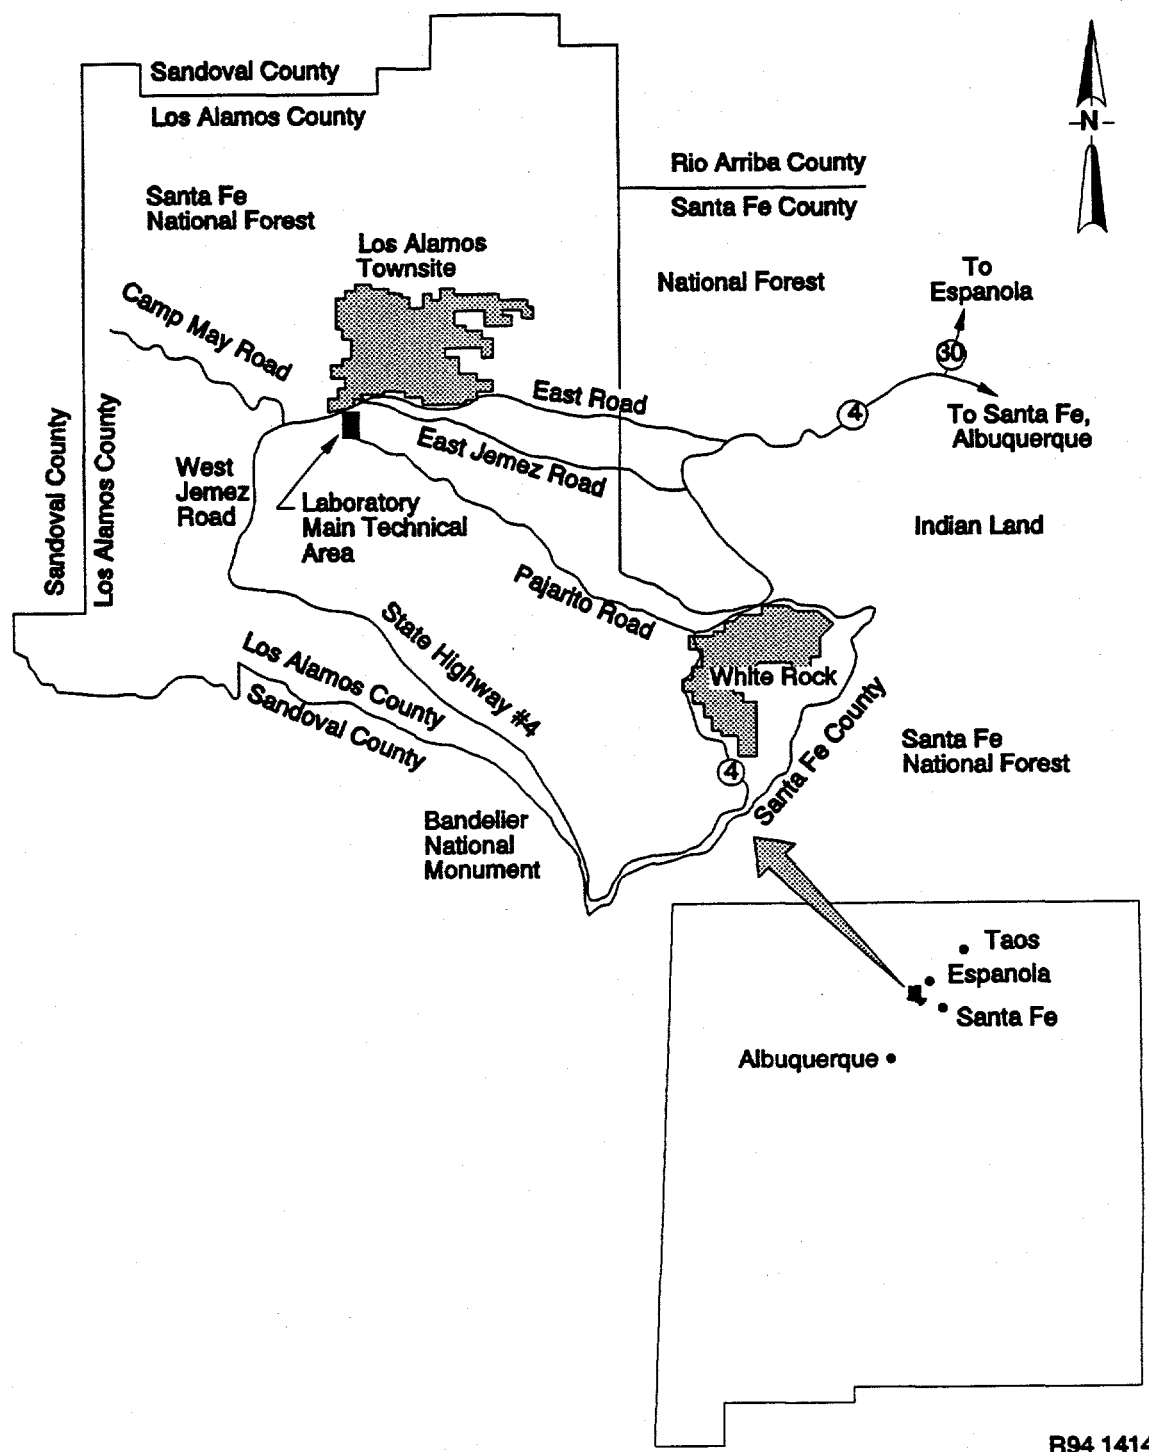 Sandoval County
Los Alamos County
N
Rio Arriba County
Santa Fe County
Santa Fe
National Forest
Los Alamos
Townsite
National Forest
To
Espanola
Camp May Road
30
East Road
4
To Santa Fe,
Albuquerque
Sandoval County
Los Alamos County
East Jemez Road
West
Jemez
Road
Laboratory
Main Technical
Area
Indian Land
Pajarito Road
State Highway #4
Los Alamos County
Sandoval County
White Rock
Santa Fe County
Santa Fe
National Forest
4
Bandelier
National
Monument
Taos
Espanola
Santa Fe
Albuquerque
R94 1414